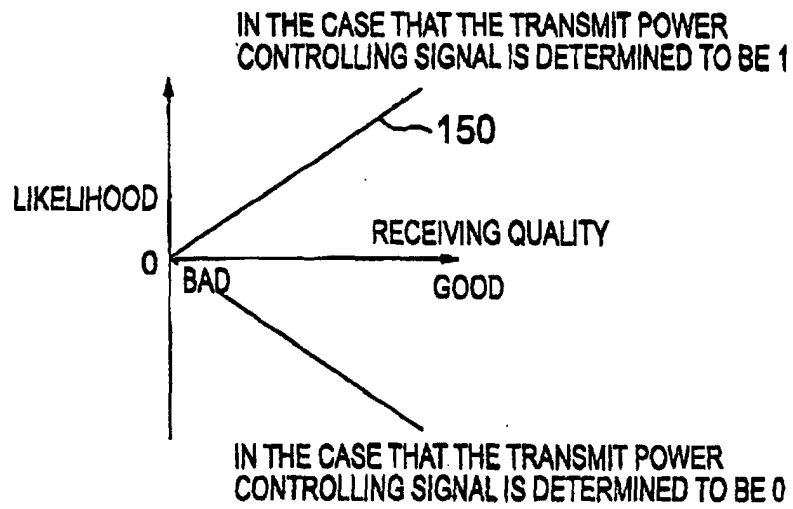 IN THE CASE THAT THE TRANSMIT POWER
CONTROLLING SIGNAL IS DETERMINED TO BE 1
150
LIKELIHOOD
RECEIVING QUALITY
0
BAD
GOOD
IN THE CASE THAT THE TRANSMIT POWER
CONTROLLING SIGNAL IS DETERMINED TO BE 0